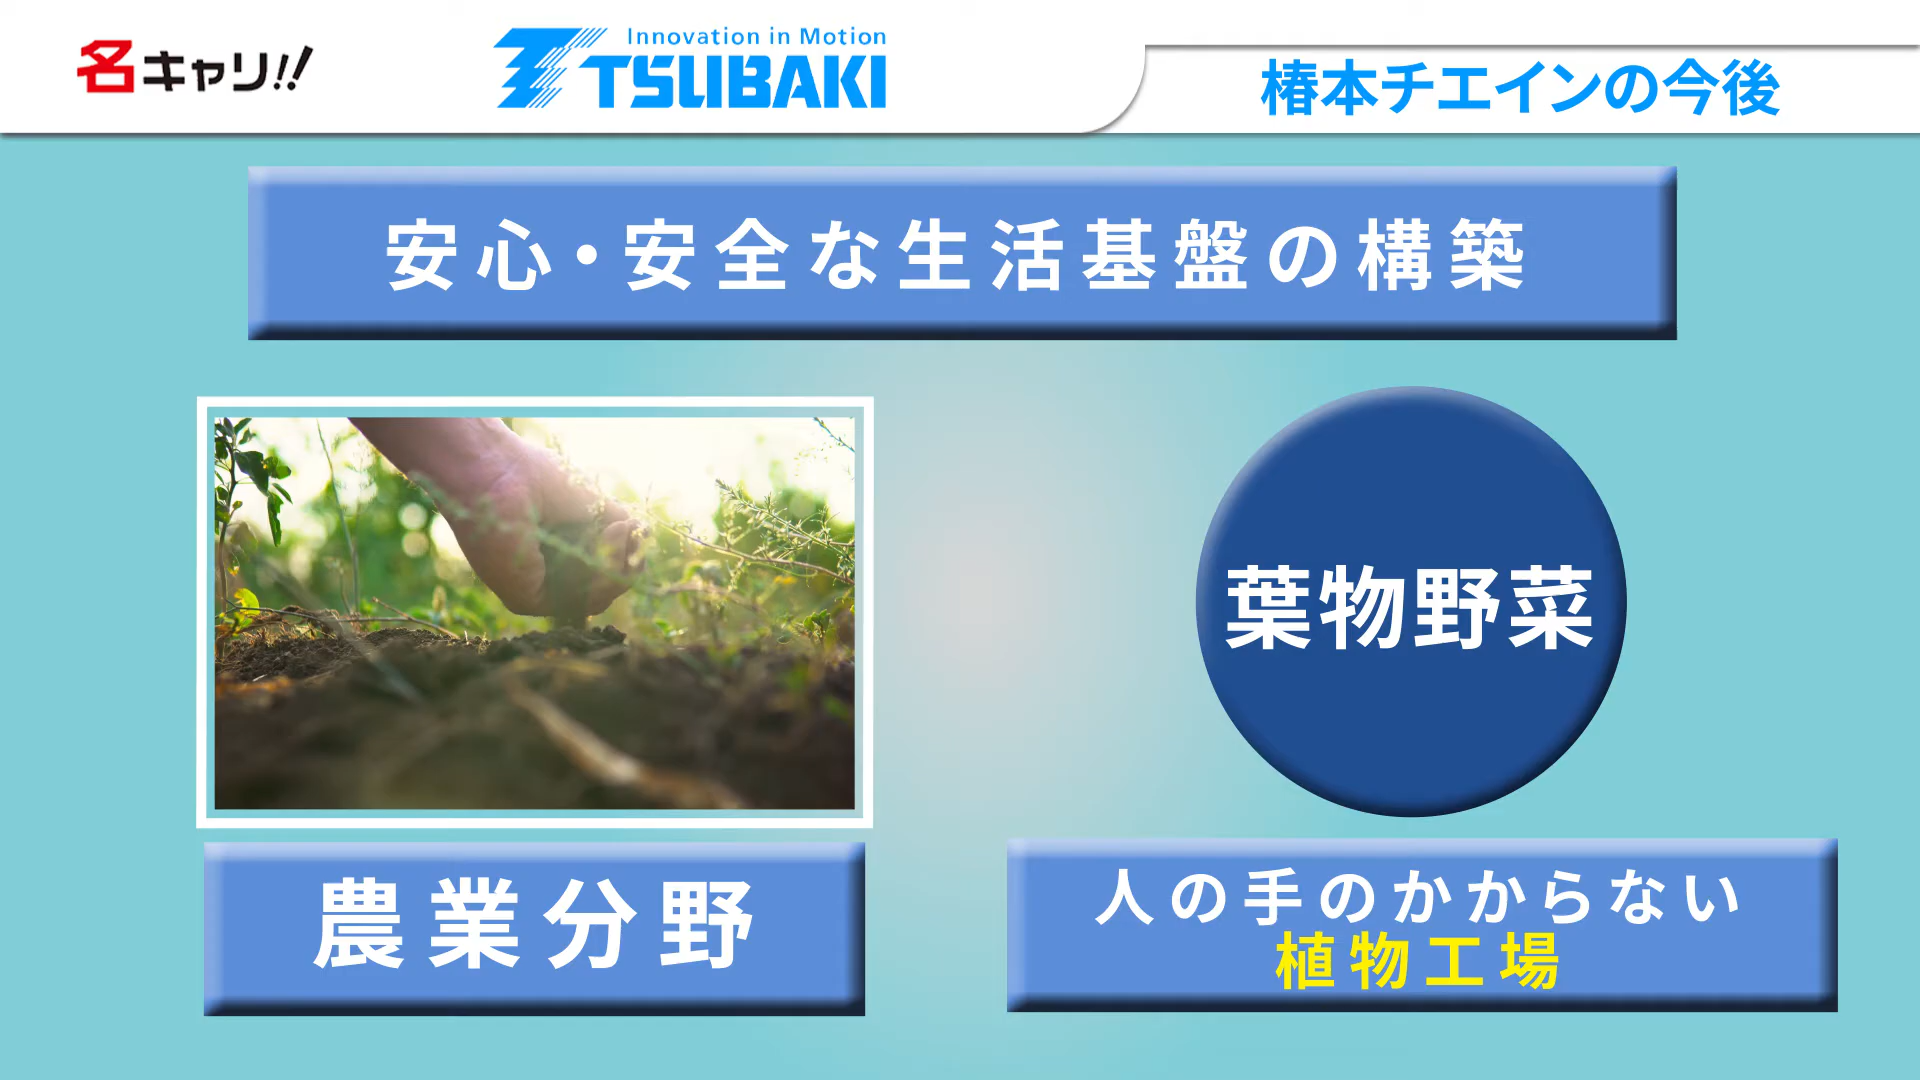 名キャリ!!
Innovation in Motion
TSUBAKI
椿本チエインの今後
安心・安全な生活基盤の構築
葉物野菜
農業分野
人の手のかからない
植物工場